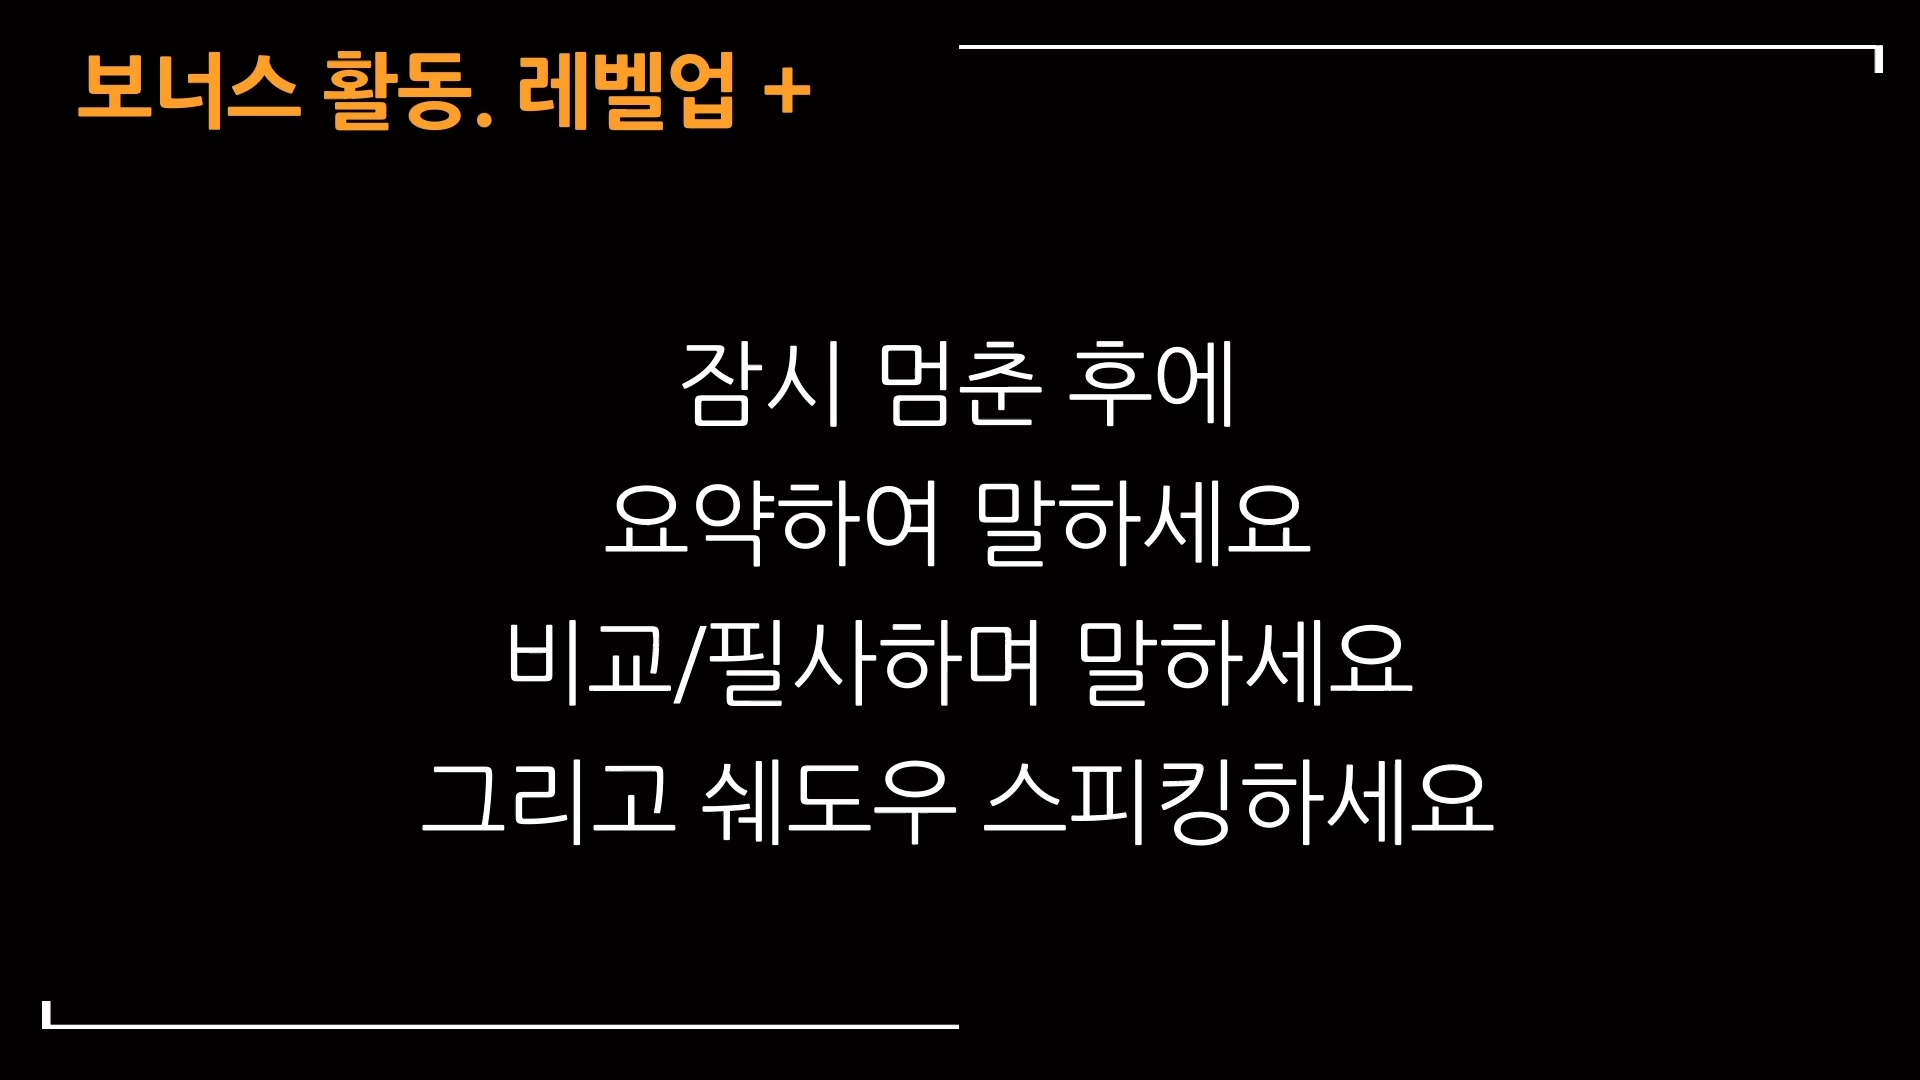 보너스 활동. 레벨업 +
잠시 멈춘 후에
요약하여 말하세요
비교/필사하며 말하세요
그리고 쉐도우 스피킹하세요